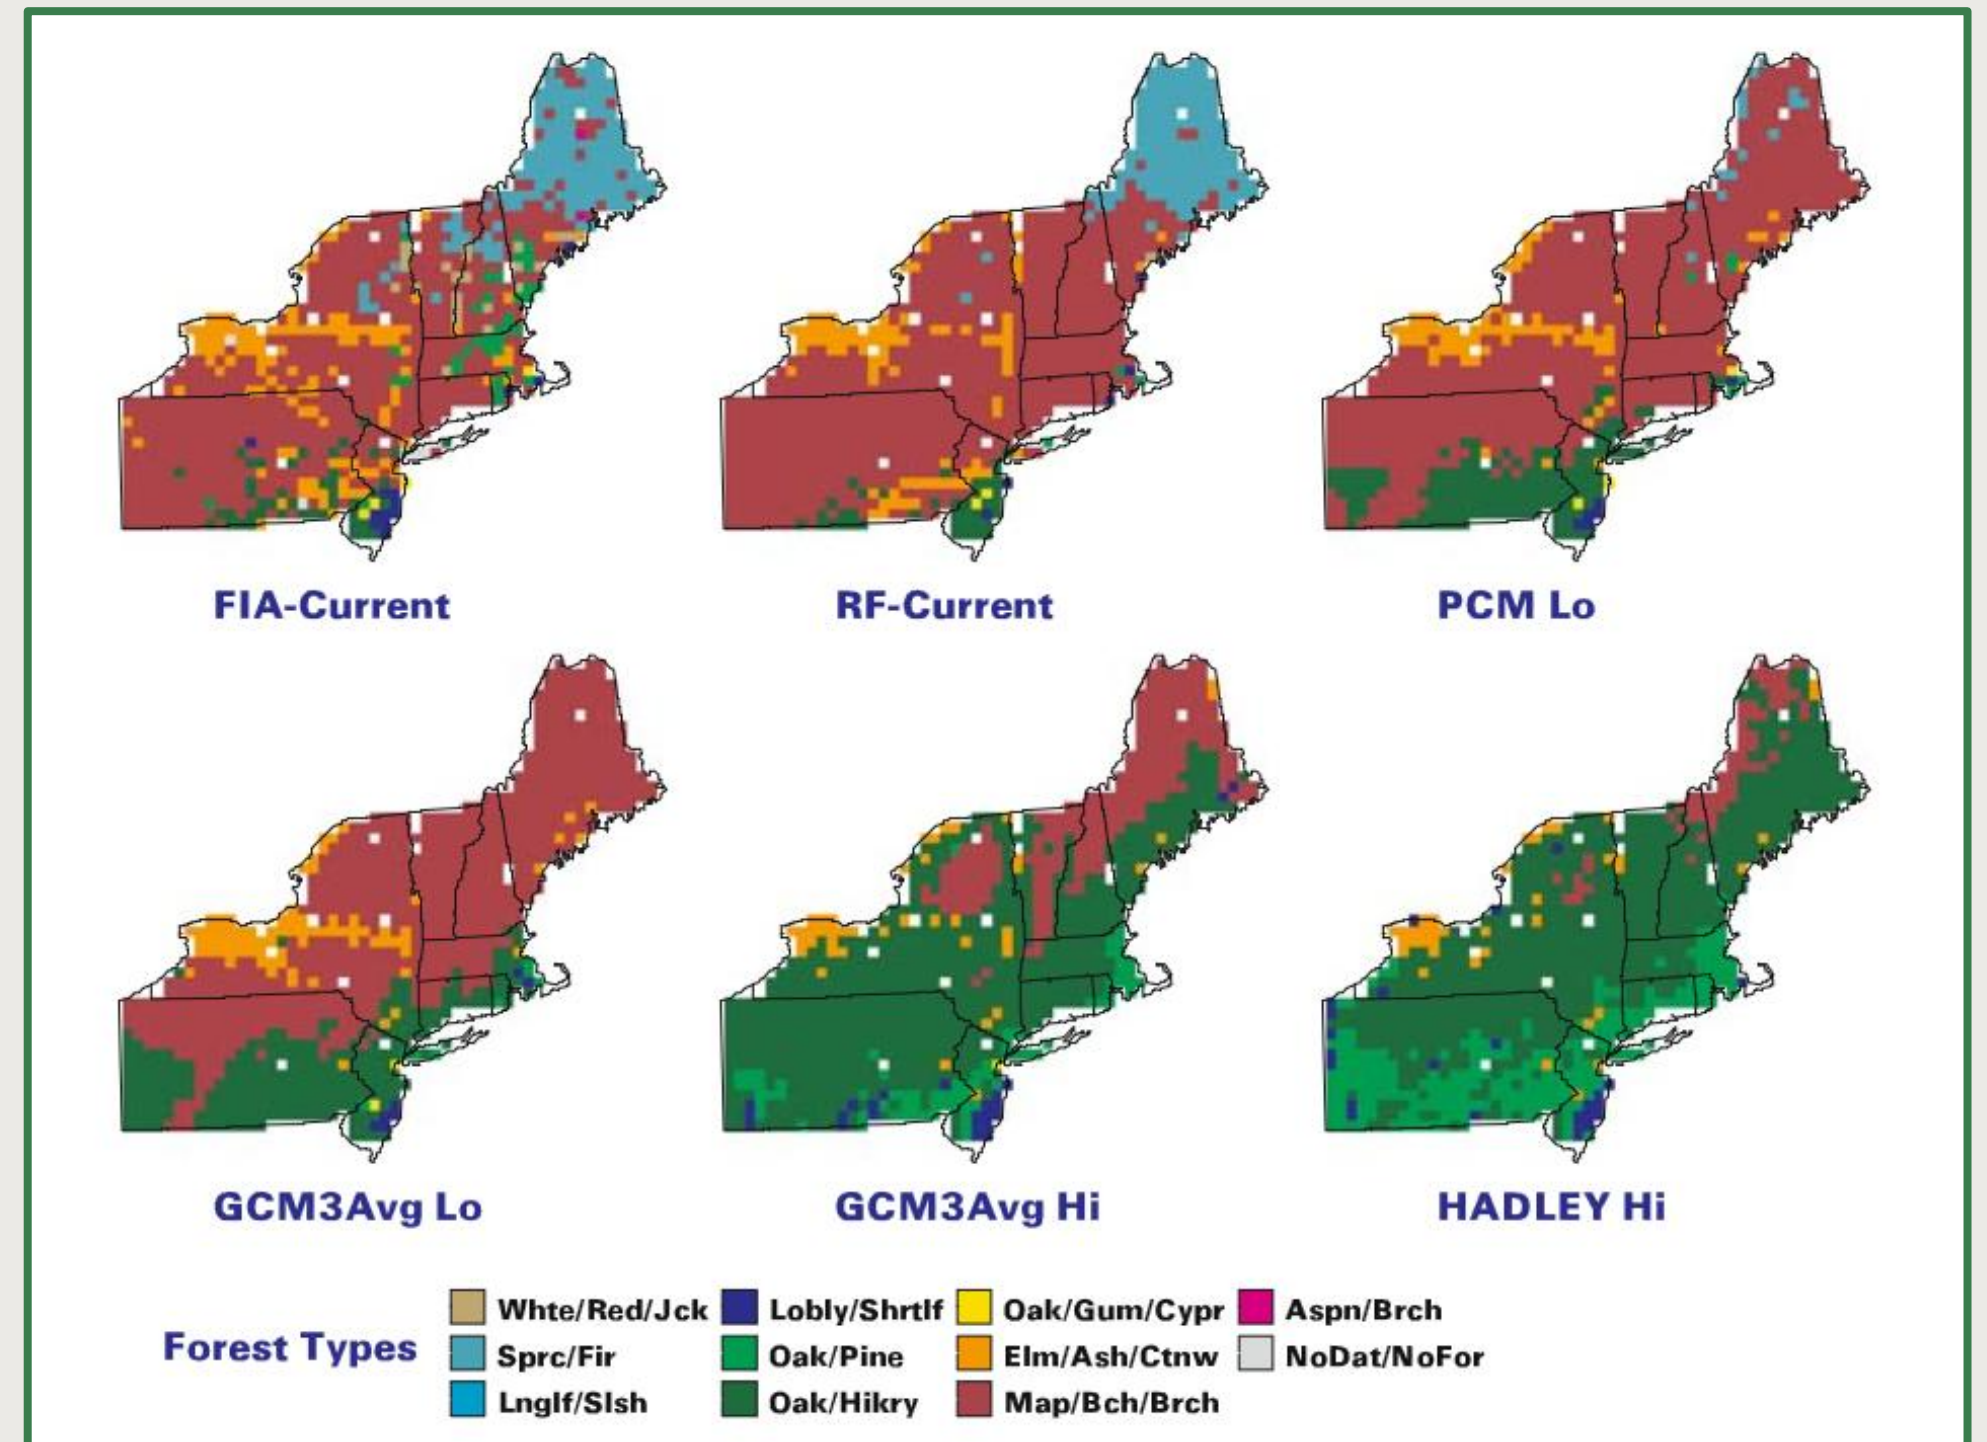 FIA-Current RF-Current PCM Lo
GCM3Avg Lo GCM3Avg Hi HADLEY Hi
Forest Types
Whte/Red/Jck Lobly/Shrtlf Oak/Gum/Cypr Aspn/Brch
Sprc/Fir Oak/Pine Elm/Ash/Ctnw NoDat/NoFor
Lnglf/Slsh Oak/Hikry Map/Bch/Brch